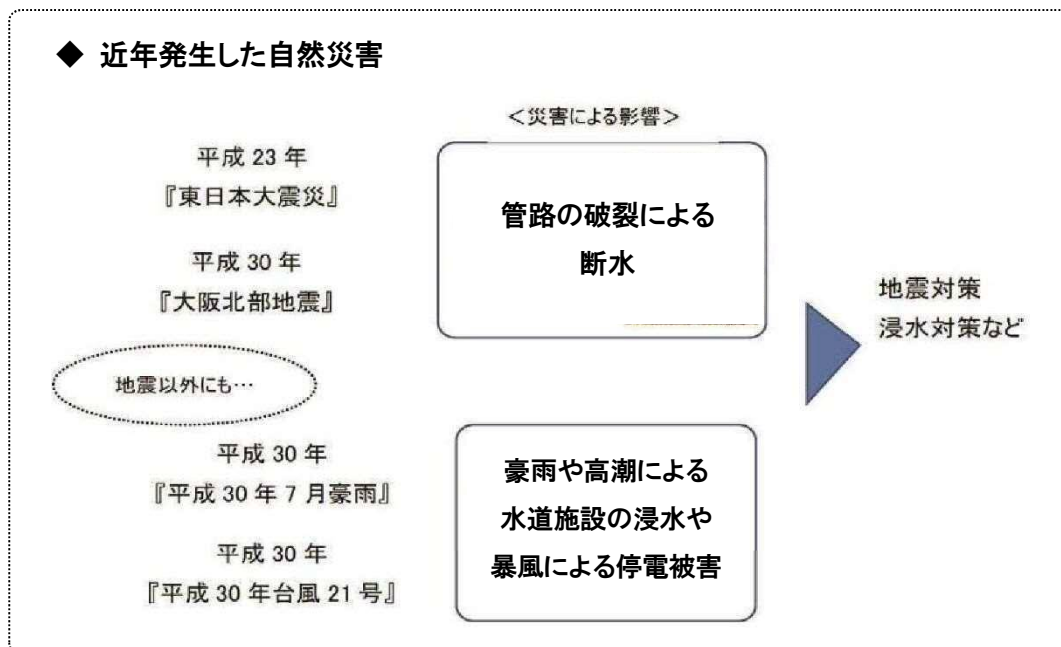 ◆ 近年発生した自然災害
＜災害による影響＞
平成 23 年
『東日本大震災』
平成 30 年
『大阪北部地震』
管路の破裂による
断水
地震以外にも…
平成 30 年
『平成 30 年 7 月豪雨』
平成 30 年
『平成 30 年台風 21 号』
豪雨や高潮による
水道施設の浸水や
暴風による停電被害
地震対策
浸水対策など